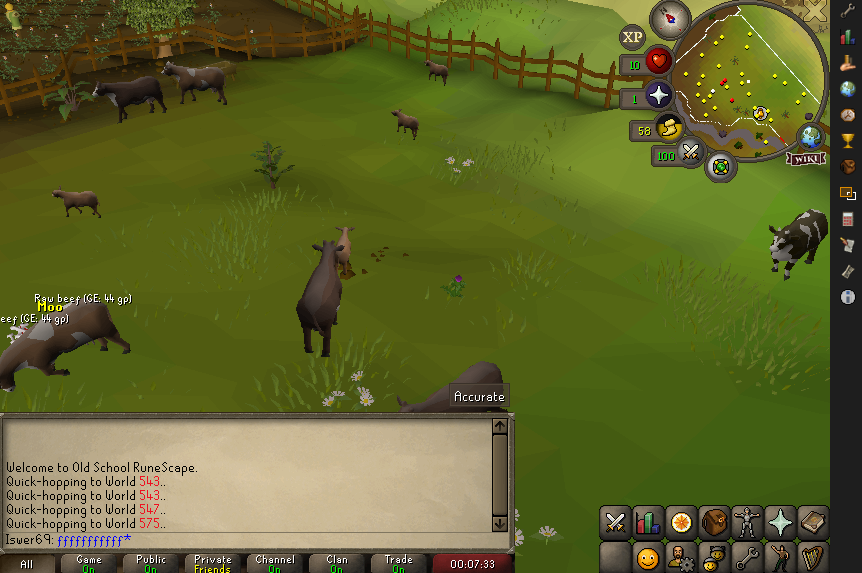 XP
10
1
58
100
WIKI
Raw beef (GE: 44 gp)
Moo
eef (GE: 44 gp)
Accurate
Welcome to Old School RuneScape.
Quick-hopping to World 543..
Quick-hopping to World 543..
Quick-hopping to World 547..
Quick-hopping to World 575..
Iswer69: fffffffffff*
All
Game
On
Public
On
Private
Friends
Channel
On
Clan
On
Trade
On
00:07:33